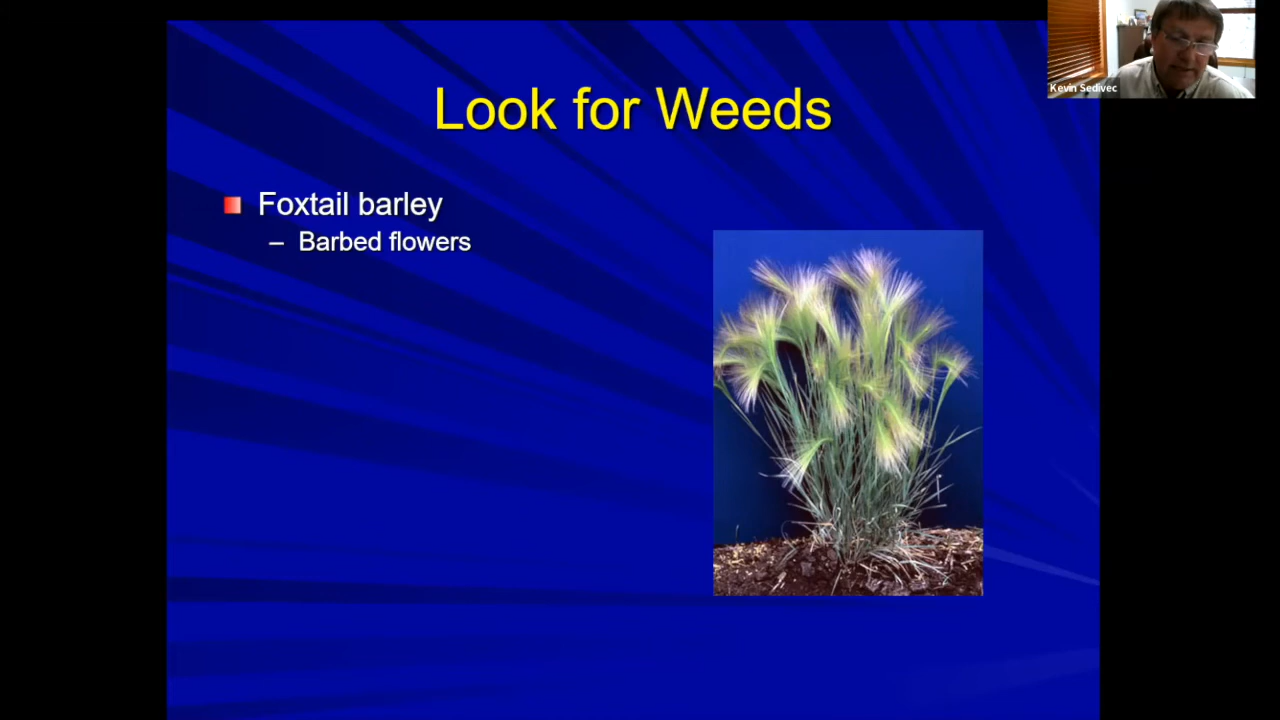 Look for Weeds
Foxtail barley
– Barbed flowers
Kevin Sedivec